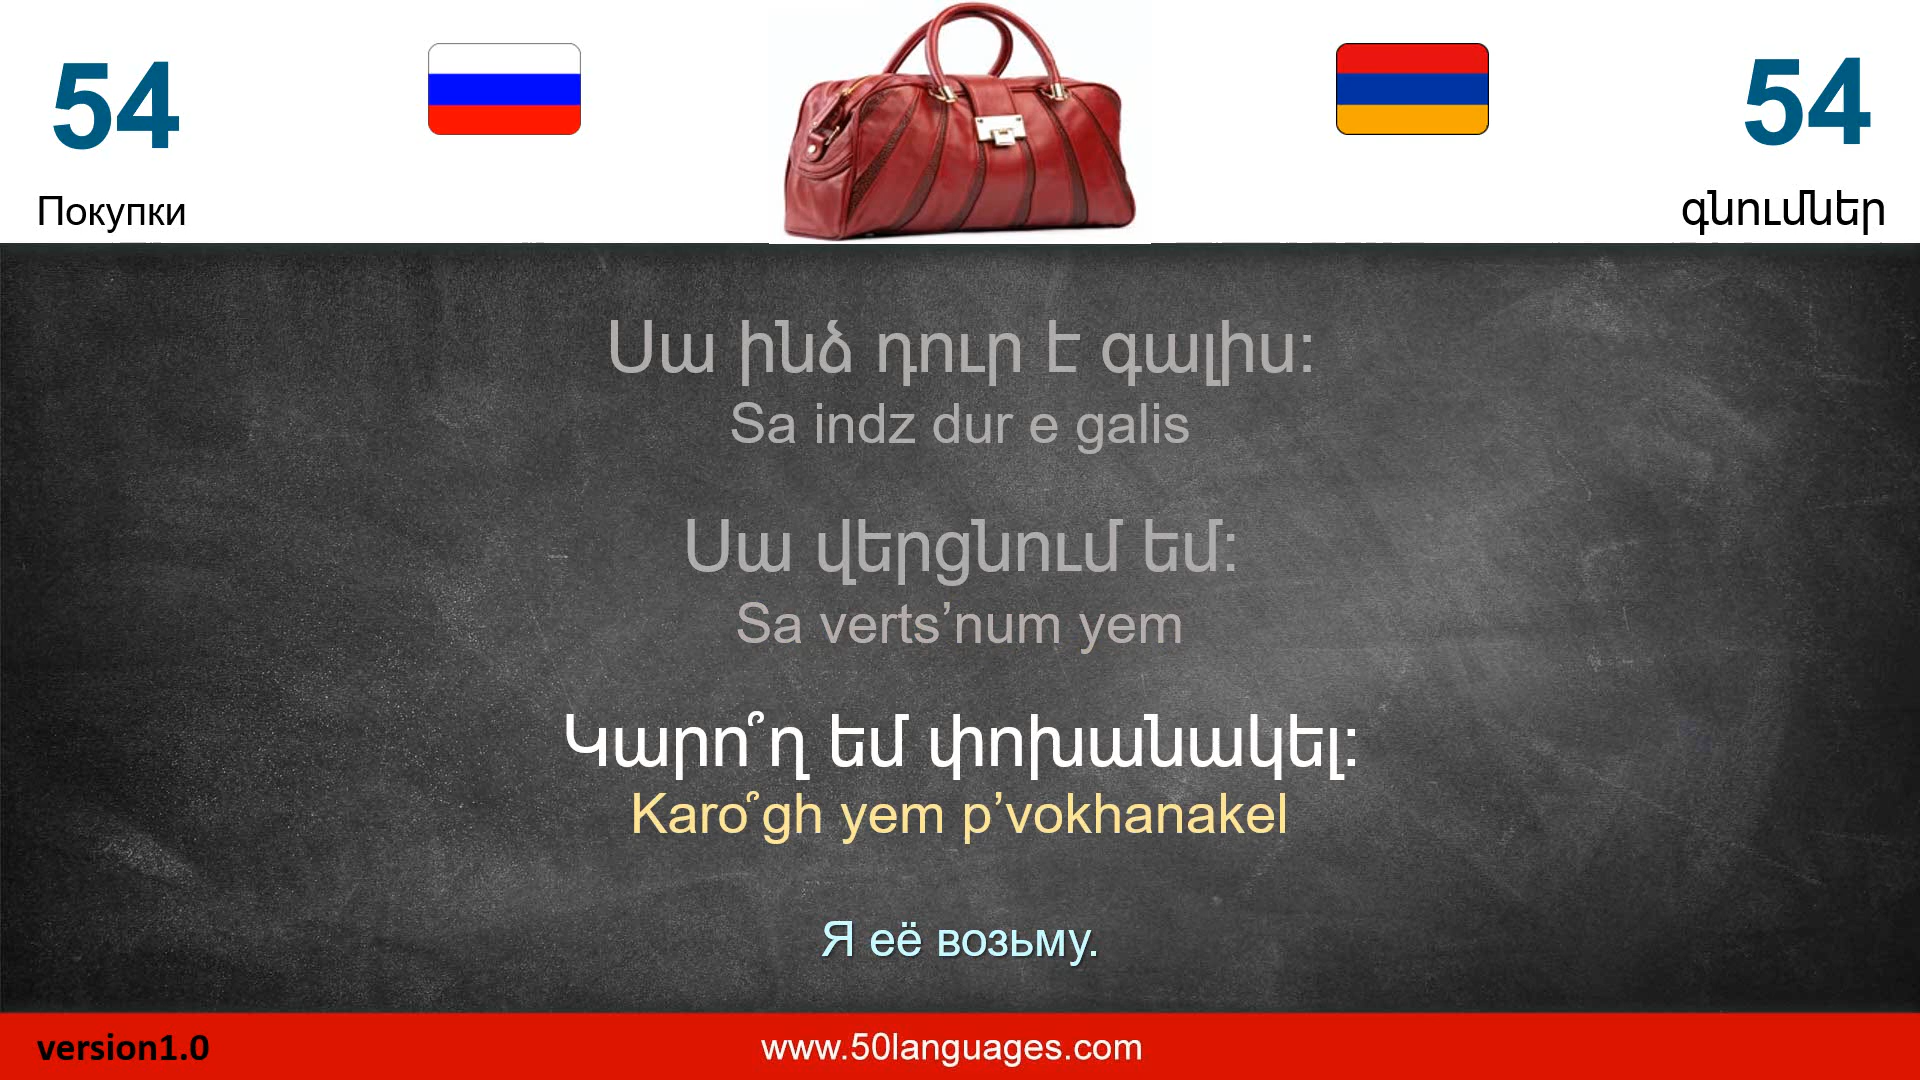 54
54
Покупки
գնումներ
Սա ինձ դուր է գալիս:
Sa indz dur e galis
Սա վերցնում եմ:
Sa verts’num yem
Կարո՞ղ եմ փոխանակել:
Karo՞gh yem p’vokhanakel
Я её возьму.
version1.0
www.50languages.com